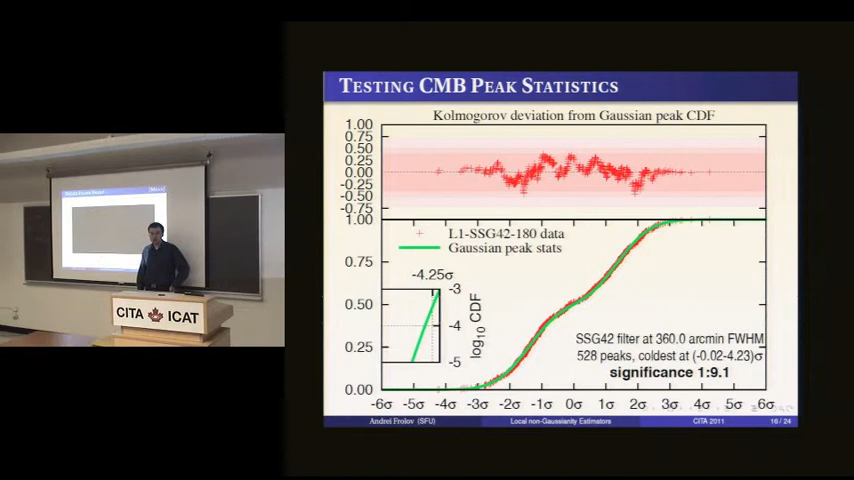 TESTING CMB PEAK STATISTICS
Kolmogorov deviation from Gaussian peak CDF
1.00
0.75
0.50
0.25
0.00
-0.25
-0.50
-0.75
1.00
L1-SSG42-180 data
Gaussian peak stats
0.75
-4.25σ
-3
-4
-5
log10 CDF
0.50
SSG42 filter at 360.0 arcmin FWHM
528 peaks, coldest at (-0.02-4.23)σ
0.25
significance 1:9.1
0.00
-6σ -5σ -4σ -3σ -2σ -1σ 0σ 1σ 2σ 3σ 4σ 5σ 6σ
Andrei Frolov (SFU) Local non-Gaussianity Estimators CITA 2011 16 / 24
CITA ICAT